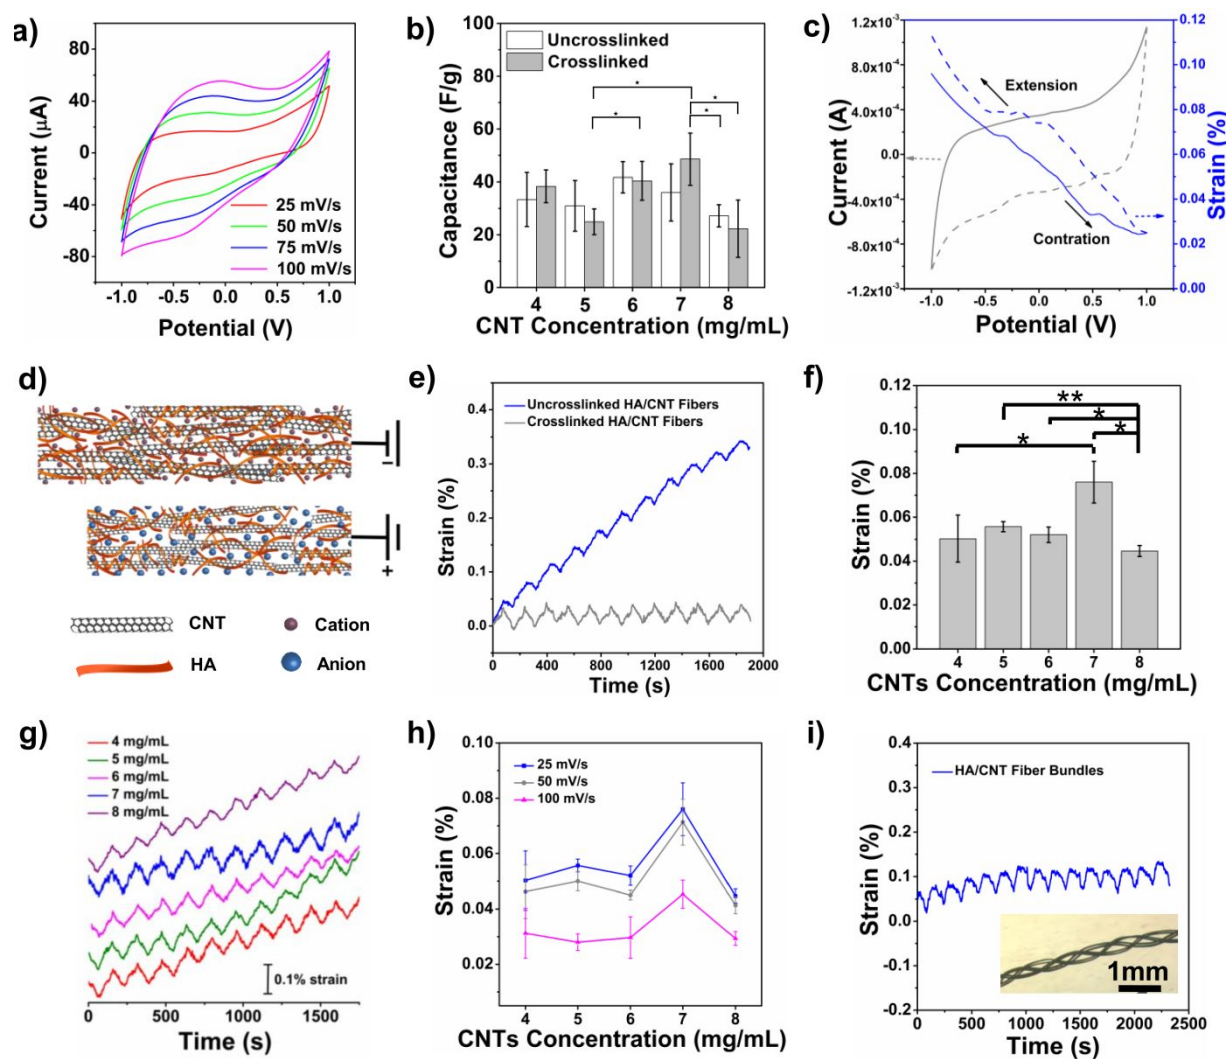 a)
80
40
0
-40
-80
Current (µA)
25 mV/s
50 mV/s
75 mV/s
100 mV/s
-1.0 -0.5 0.0 0.5 1.0
Potential (V)
b)
100
80
60
40
20
0
Capacitance (F/g)
Uncrosslinked
Crosslinked
* * * *
4 5 6 7 8
CNT Concentration (mg/mL)
c)
1.2x10⁻³
8.0x10⁻⁴
4.0x10⁻⁴
0.0
-4.0x10⁻⁴
-8.0x10⁻⁴
-1.2x10⁻³
Current (A)
Extension
Contration
0.12
0.10
0.08
0.06
0.04
0.02
0.00
Strain (%)
-1.0 -0.5 0.0 0.5 1.0
Potential (V)
d)
−
+
CNT
Cation
HA
Anion
e)
0.4
0.3
0.2
0.1
0.0
Strain (%)
Uncrosslinked HA/CNT Fibers
Crosslinked HA/CNT Fibers
0 400 800 1200 1600 2000
Time (s)
f)
0.12
0.10
0.08
0.06
0.04
0.02
0.00
Strain (%)
**
*
*
*
4 5 6 7 8
CNTs Concentration (mg/mL)
g)
4 mg/mL
5 mg/mL
6 mg/mL
7 mg/mL
8 mg/mL
0.1% strain
0 500 1000 1500
Time (s)
h)
0.10
0.08
0.06
0.04
0.02
Strain (%)
25 mV/s
50 mV/s
100 mV/s
4 5 6 7 8
CNTs Concentration (mg/mL)
i)
0.4
0.3
0.2
0.1
0.0
-0.1
-0.2
Strain (%)
HA/CNT Fiber Bundles
1mm
0 500 1000 1500 2000 2500
Time (s)